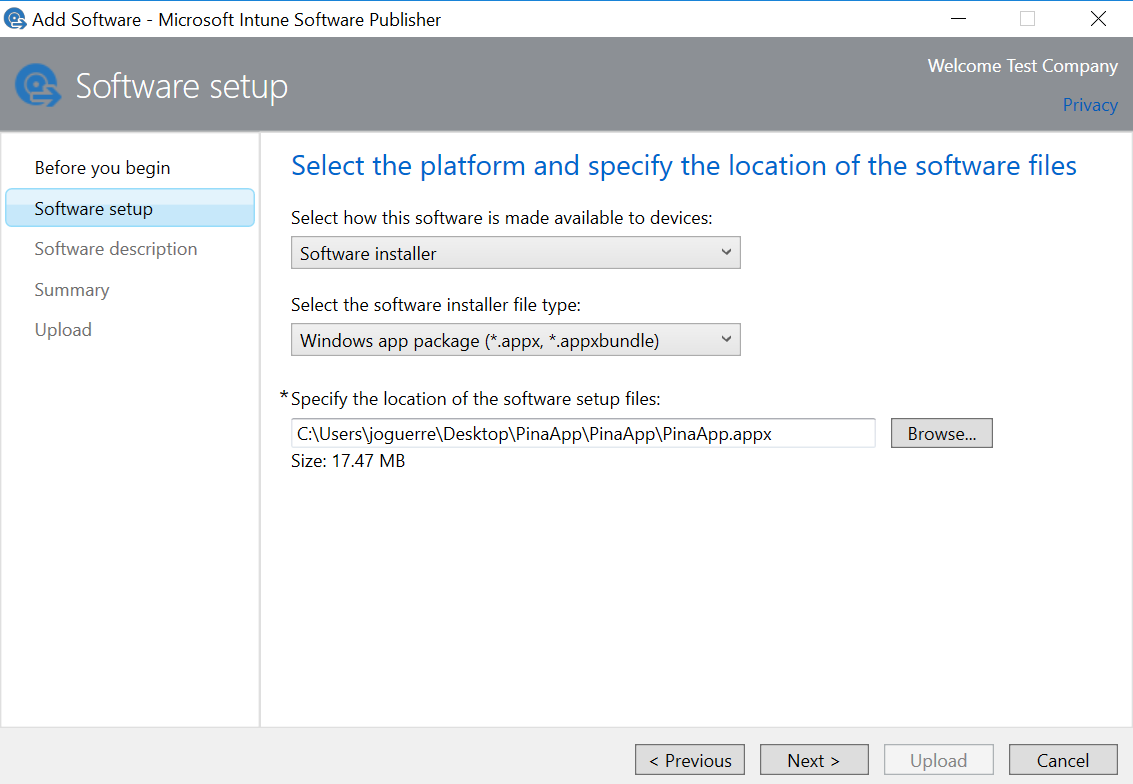 Add Software - Microsoft Intune Software Publisher
Software setup
Welcome Test Company
Privacy
Before you begin
Software setup
Software description
Summary
Upload
Select the platform and specify the location of the software files
Select how this software is made available to devices:
Software installer
Select the software installer file type:
Windows app package (*.appx, *.appxbundle)
*Specify the location of the software setup files:
C:\Users\joguerre\Desktop\PinaApp\PinaApp\PinaApp.appx
Browse...
Size: 17.47 MB
< Previous
Next >
Upload
Cancel